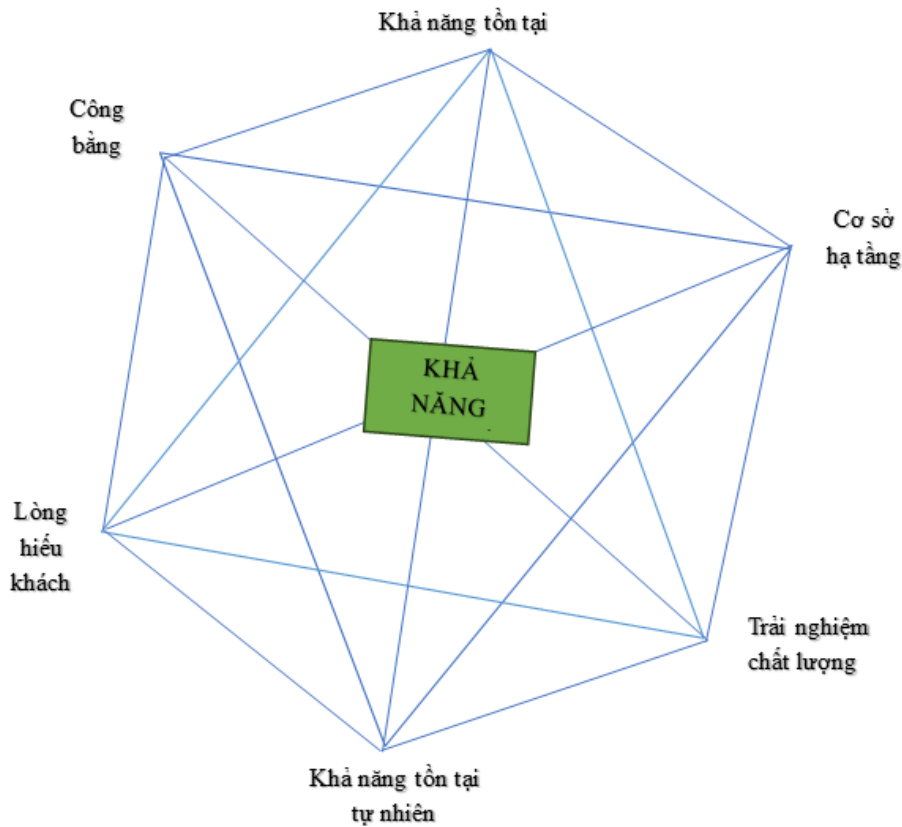 Khả năng tồn tại
Công
bằng
Cơ sở
hạ tầng
KHẢ
NĂNG
.
Lòng
hiếu
khách
Trải nghiệm
chất lượng
Khả năng tồn tại
tự nhiên